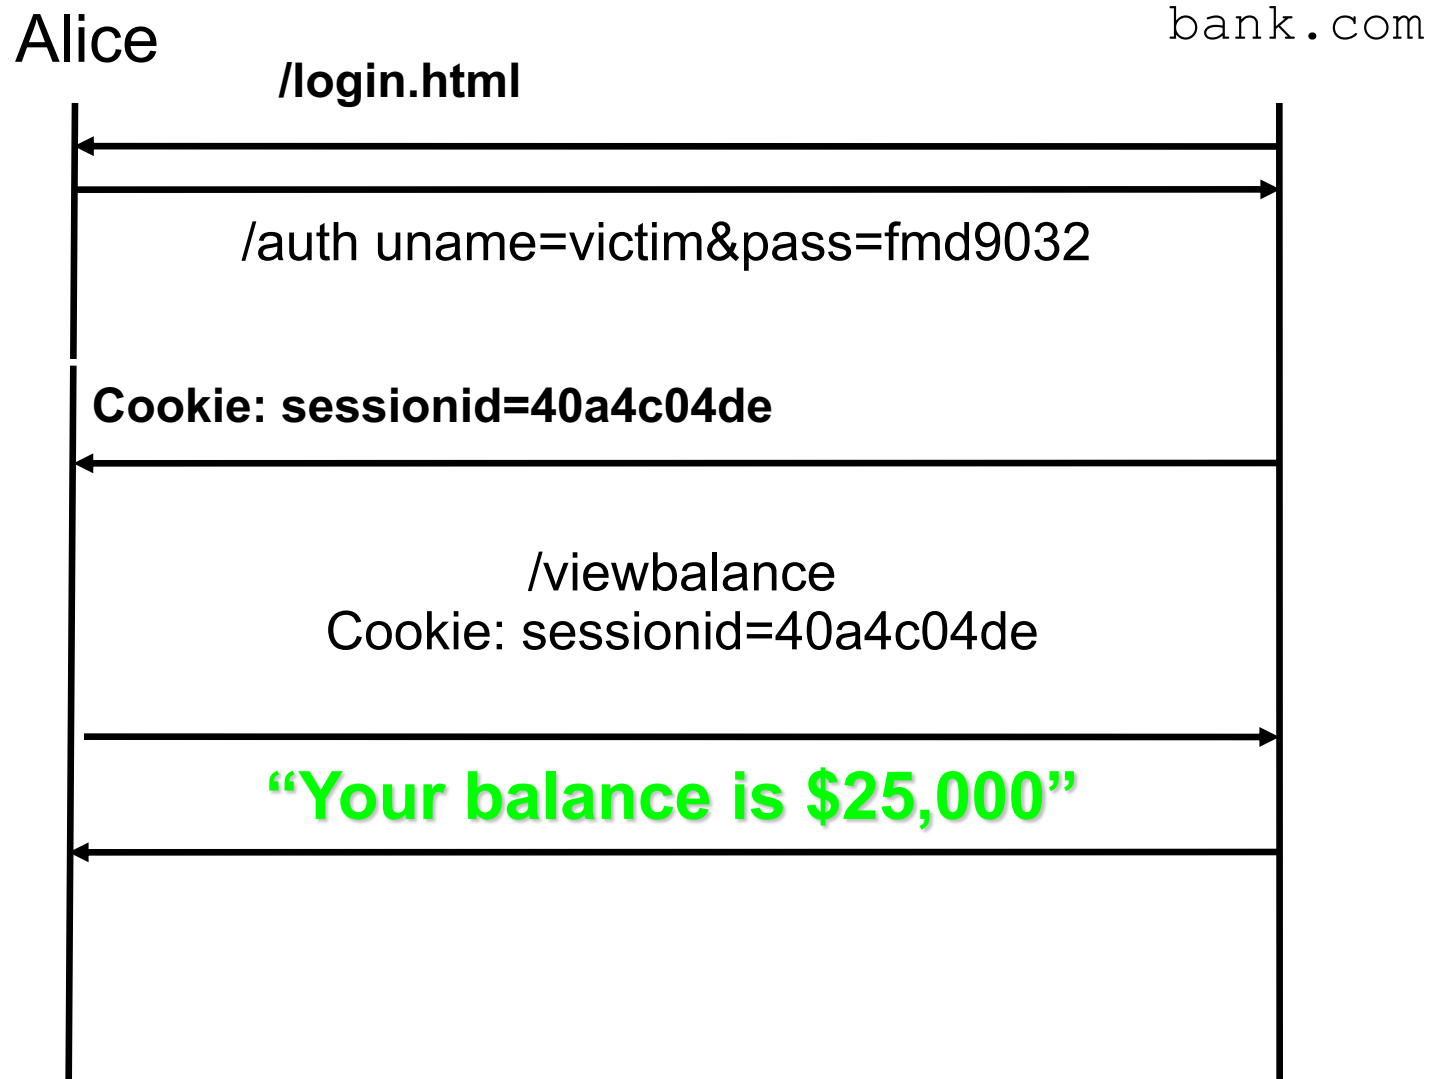 Alice
bank.com
/login.html
/auth uname=victim&pass=fmd9032
Cookie: sessionid=40a4c04de
/viewbalance
Cookie: sessionid=40a4c04de
“Your balance is $25,000”